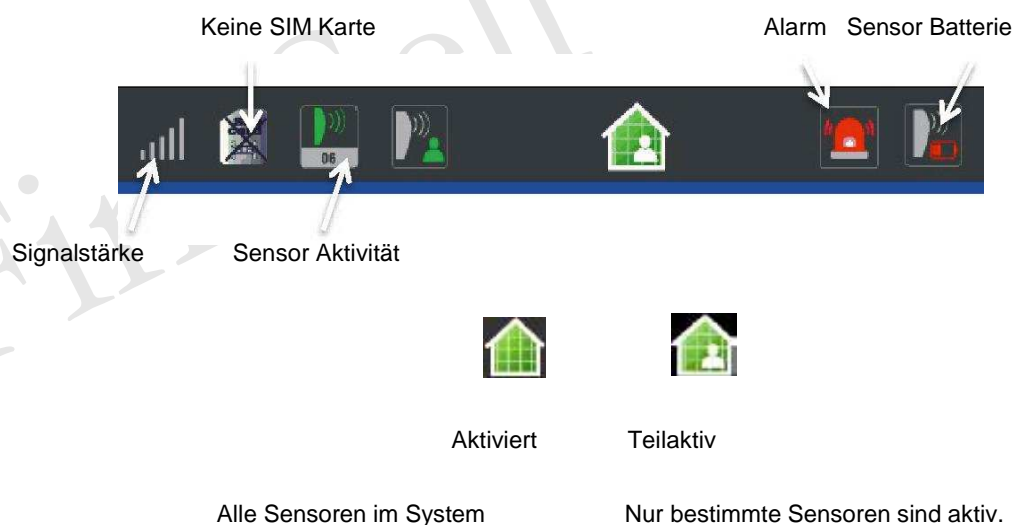 Keine SIM Karte
Alarm Sensor Batterie
06
Signalstärke
Sensor Aktivität
Aktiviert
Teilaktiv
Alle Sensoren im System
Nur bestimmte Sensoren sind aktiv.